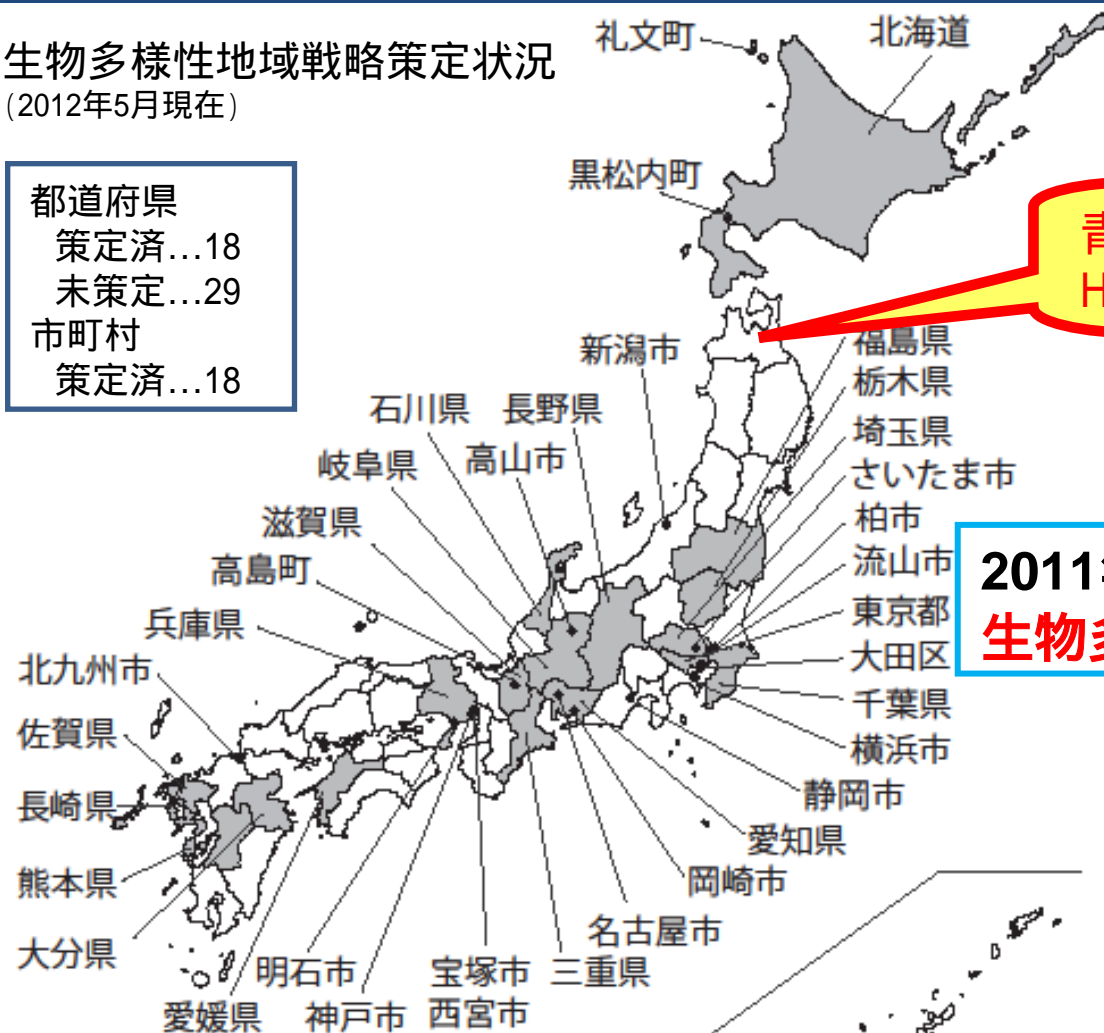 生物多様性地域戦略策定状況
(2012年5月現在)
都道府県
策定済…18
未策定…29
市町村
策定済…18
礼文町
北海道
黒松内町
青
H
新潟市
福島県
栃木県
石川県
長野県
埼玉県
岐阜県
高山市
さいたま市
滋賀県
柏市
高島町
流山市
2011
生物多
兵庫県
東京都
北九州市
大田区
佐賀県
千葉県
横浜市
長崎県
静岡市
愛知県
熊本県
岡崎市
名古屋市
大分県
明石市
宝塚市
三重県
愛媛県
神戸市
西宮市